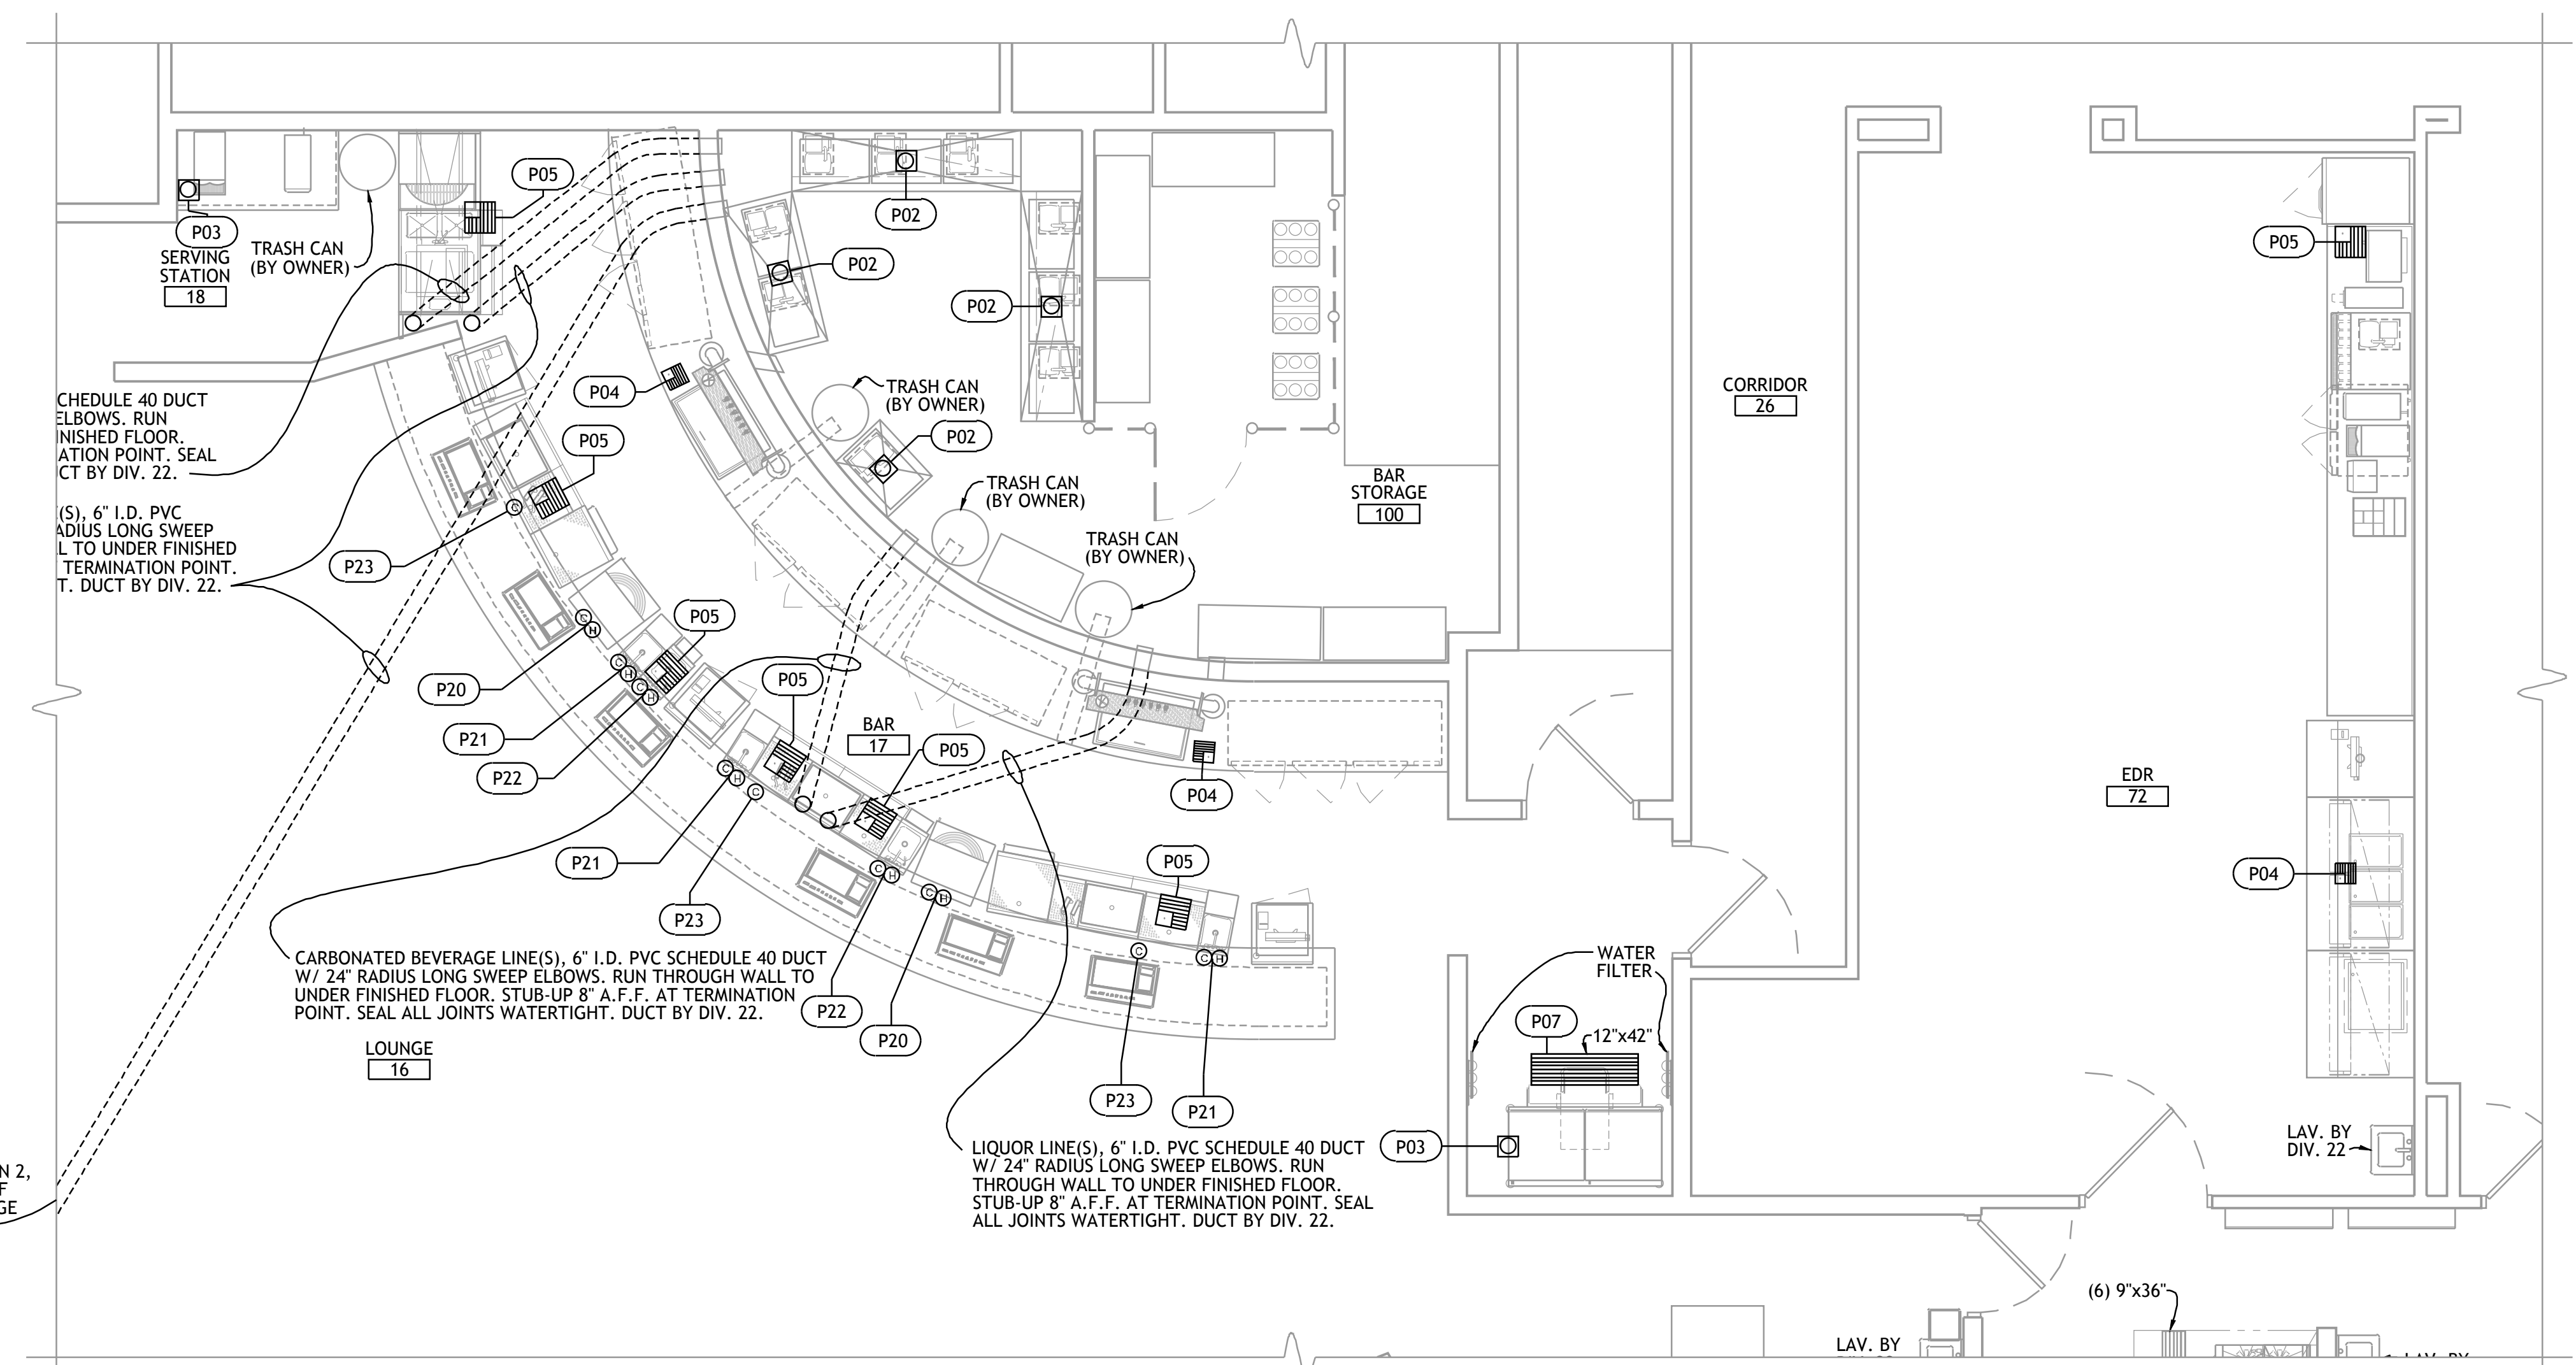 P05
P03
SERVING
STATION
18
TRASH CAN
(BY OWNER)
P02
P02
P02
P04
TRASH CAN
(BY OWNER)
P02
P05
TRASH CAN
(BY OWNER)
TRASH CAN
(BY OWNER)
BAR
STORAGE
100
CORRIDOR
26
P05
CHEDULE 40 DUCT
ELBOWS. RUN
INISHED FLOOR.
ATION POINT. SEAL
CT BY DIV. 22.
(S), 6" I.D. PVC
ADIUS LONG SWEEP
L TO UNDER FINISHED
TERMINATION POINT.
T. DUCT BY DIV. 22.
P23
C
C
H
P05
P20
C
H
C
H
P21
P22
P05
BAR
17
P05
C
H
C
P04
P21
P23
C
H
C
H
P05
C
C
H
EDR
72
P04
CARBONATED BEVERAGE LINE(S), 6" I.D. PVC SCHEDULE 40 DUCT
W/ 24" RADIUS LONG SWEEP ELBOWS. RUN THROUGH WALL TO
UNDER FINISHED FLOOR. STUB-UP 8" A.F.F. AT TERMINATION
POINT. SEAL ALL JOINTS WATERTIGHT. DUCT BY DIV. 22.
P22
P20
LOUNGE
16
P23
P21
WATER
FILTER
P07
12"x42"
P03
LIQUOR LINE(S), 6" I.D. PVC SCHEDULE 40 DUCT
W/ 24" RADIUS LONG SWEEP ELBOWS. RUN
THROUGH WALL TO UNDER FINISHED FLOOR.
STUB-UP 8" A.F.F. AT TERMINATION POINT. SEAL
ALL JOINTS WATERTIGHT. DUCT BY DIV. 22.
LAV. BY
DIV. 22
N 2,
F
GE
(6) 9"x36"
LAV. BY
LAV. BY